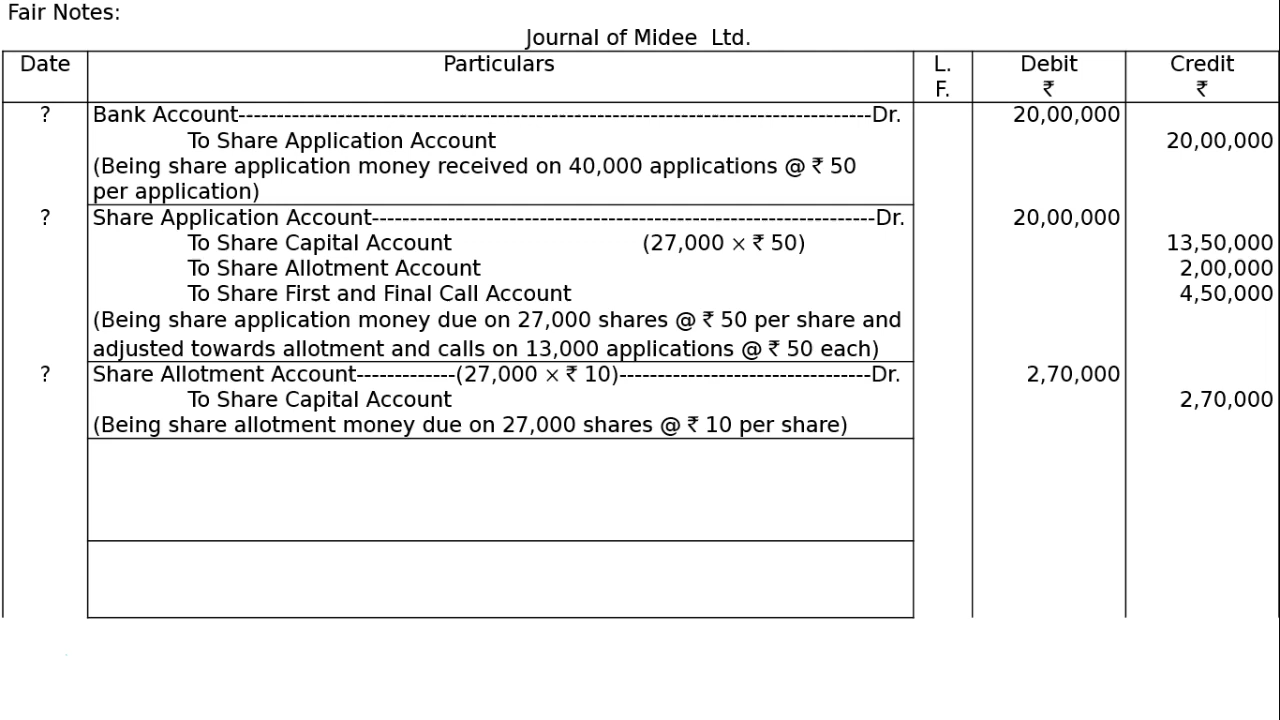 Fair Notes:
Journal of Midee Ltd.
Date Particulars L. F. Debit ₹ Credit ₹
? Bank Account-----------------------------------------------------------------------------------Dr. 20,00,000
To Share Application Account 20,00,000
(Being share application money received on 40,000 applications @ ₹ 50
per application)
? Share Application Account------------------------------------------------------------------Dr. 20,00,000
To Share Capital Account (27,000 × ₹ 50) 13,50,000
To Share Allotment Account 2,00,000
To Share First and Final Call Account 4,50,000
(Being share application money due on 27,000 shares @ ₹ 50 per share and
adjusted towards allotment and calls on 13,000 applications @ ₹ 50 each)
? Share Allotment Account-------------(27,000 × ₹ 10)---------------------------------Dr. 2,70,000
To Share Capital Account 2,70,000
(Being share allotment money due on 27,000 shares @ ₹ 10 per share)